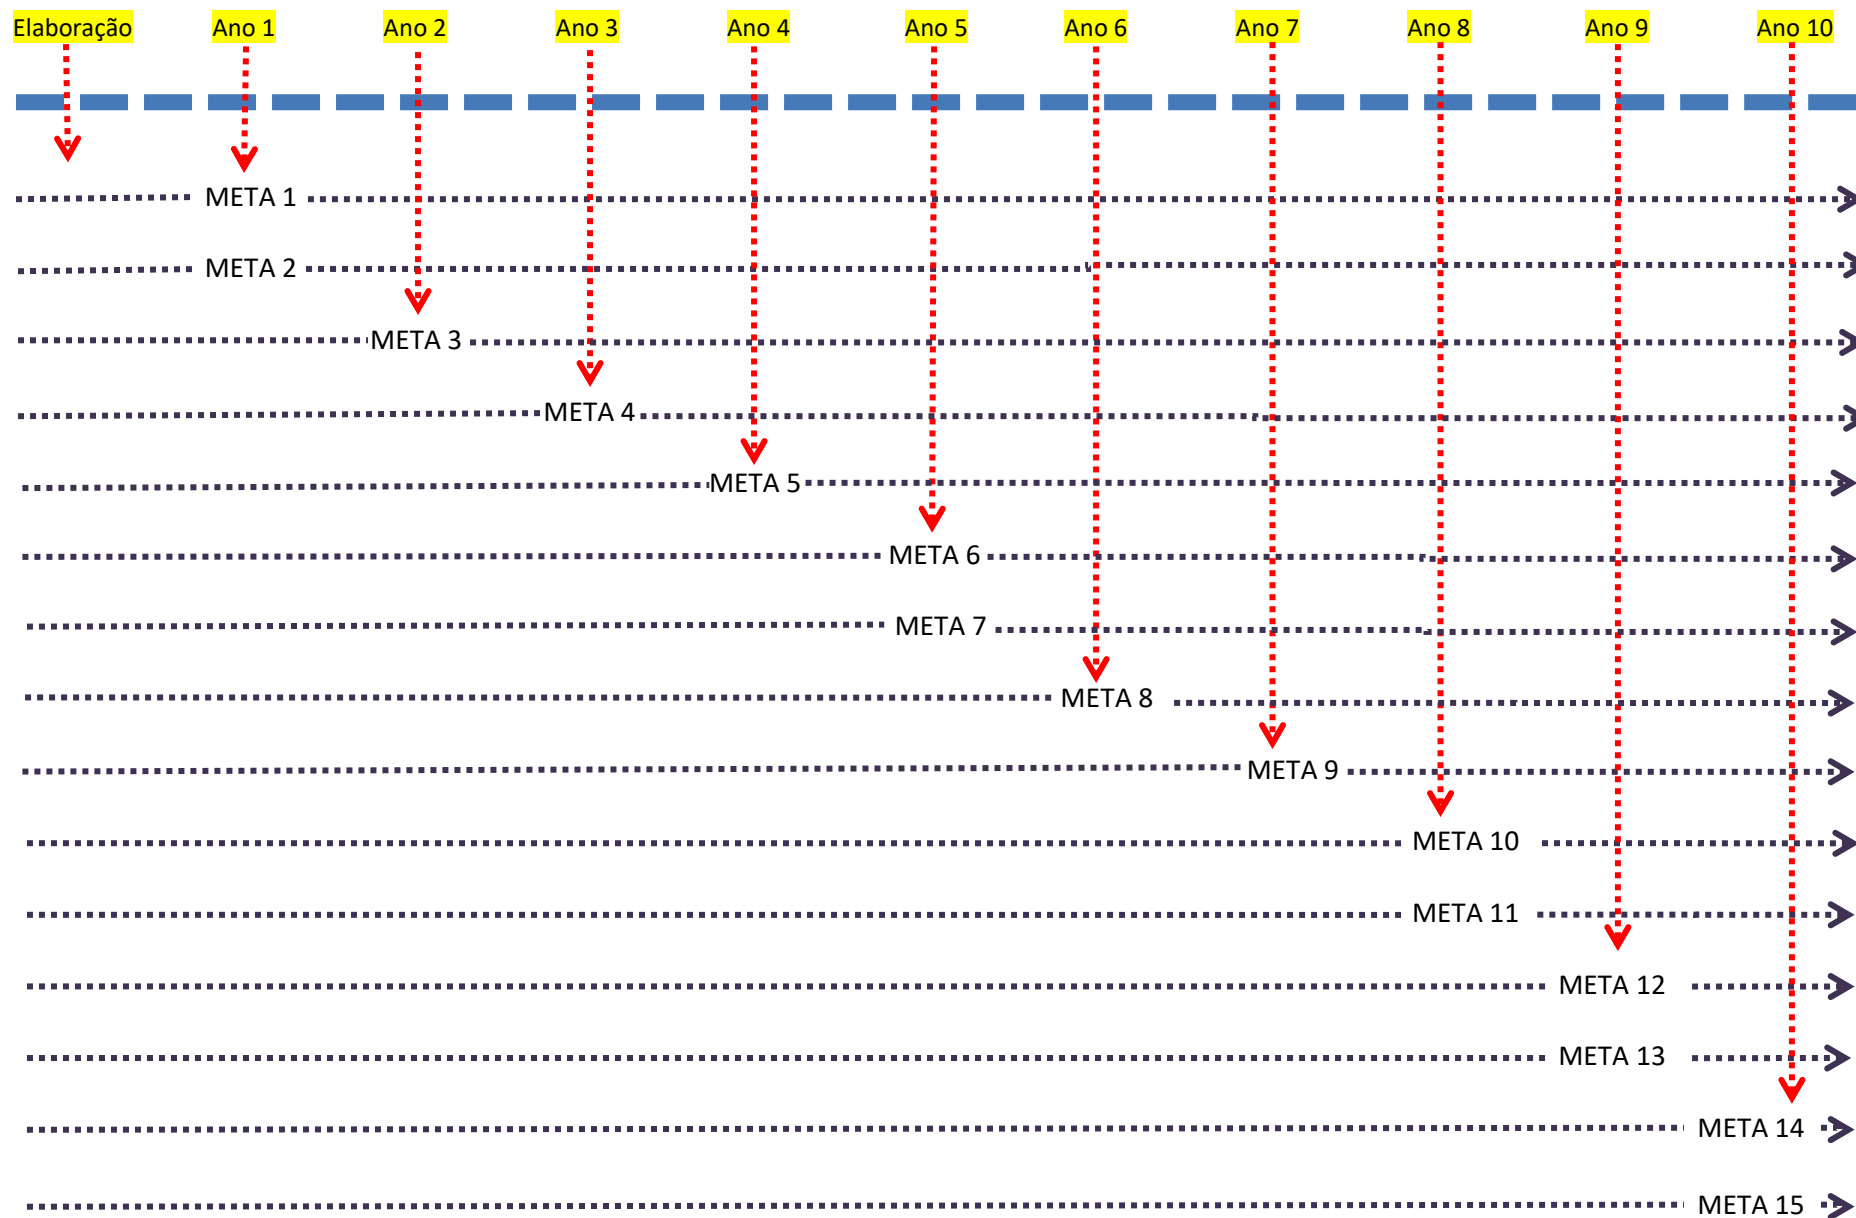 Elaboração Ano 1 Ano 2 Ano 3 Ano 4 Ano 5 Ano 6 Ano 7 Ano 8 Ano 9 Ano 10
META 1
META 2
META 3
META 4
META 5
META 6
META 7
META 8
META 9
META 10
META 11
META 12
META 13
META 14
META 15